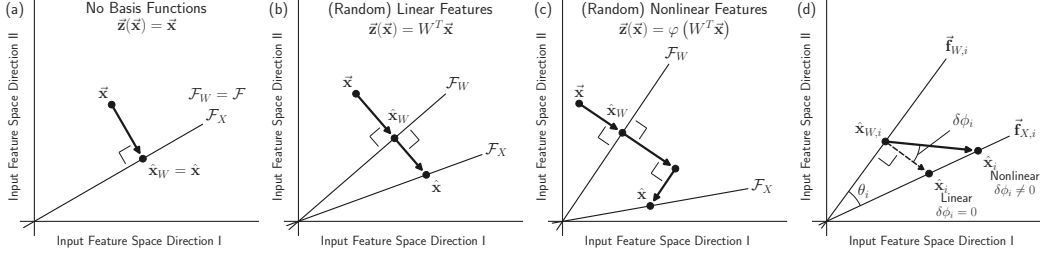 (a)
No Basis Functions
z⃗(x⃗) = x⃗
Input Feature Space Direction II
x⃗
F_W = F
F_X
x̂_W = x̂
Input Feature Space Direction I
(b)
(Random) Linear Features
z⃗(x⃗) = W^T x⃗
Input Feature Space Direction II
x⃗
x̂_W
F_W
F_X
x̂
Input Feature Space Direction I
(c)
(Random) Nonlinear Features
z⃗(x⃗) = φ (W^T x⃗)
Input Feature Space Direction II
F_W
x⃗
x̂_W
x̂
F_X
Input Feature Space Direction I
(d)
Input Feature Space Direction II
f⃗_{W,i}
x̂_{W,i}
δϕ_i
f⃗_{X,i}
x̂_i
Nonlinear
δϕ_i ≠ 0
x̂_i
Linear
δϕ_i = 0
θ_i
Input Feature Space Direction I